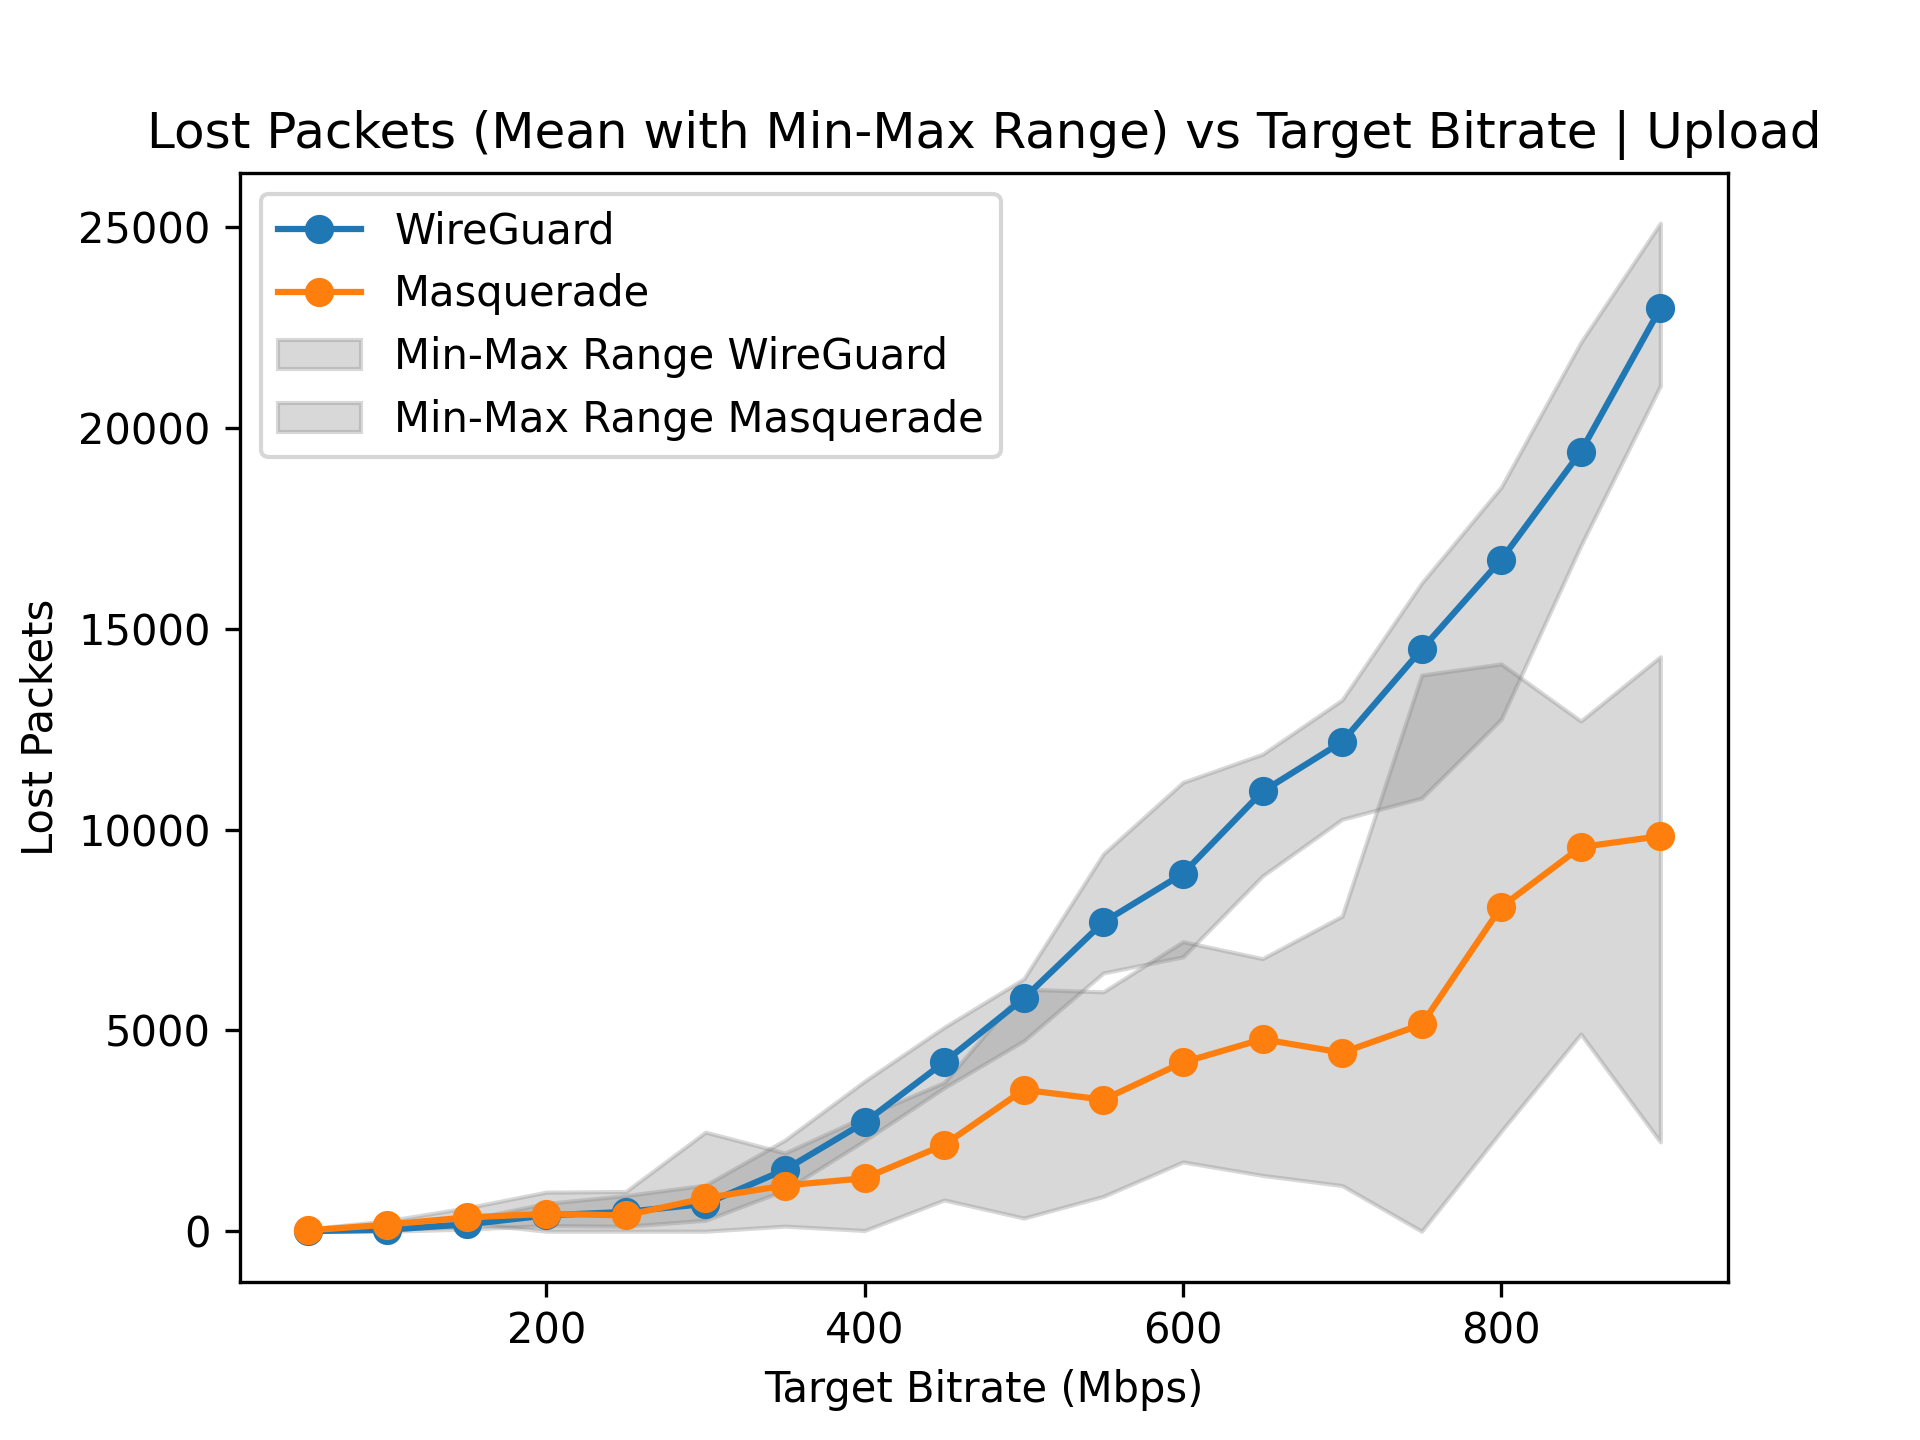 Lost Packets (Mean with Min-Max Range) vs Target Bitrate | Upload
WireGuard
Masquerade
Min-Max Range WireGuard
Min-Max Range Masquerade
25000
20000
15000
10000
5000
0
Lost Packets
200 400 600 800
Target Bitrate (Mbps)